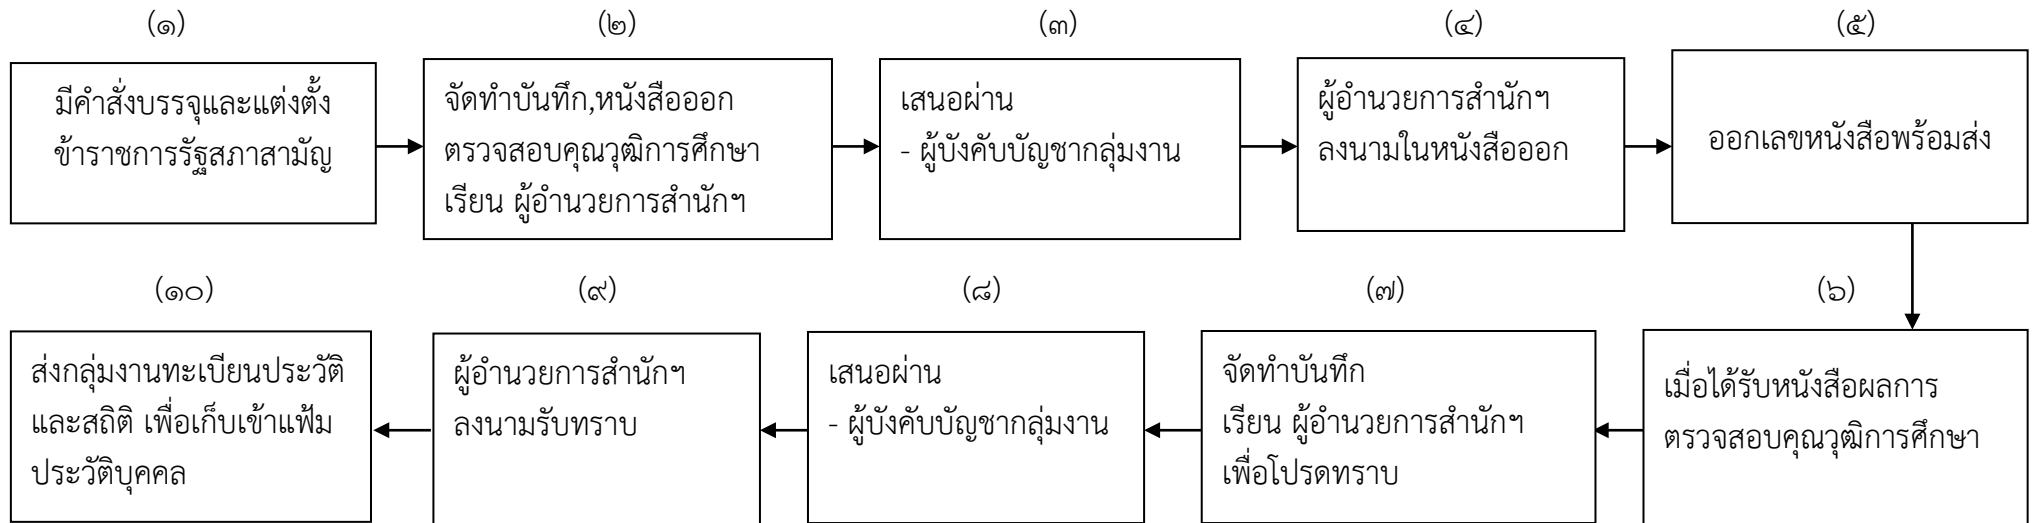 (๑)
มีคำสั่งบรรจุและแต่งตั้ง
ข้าราชการรัฐสภาสามัญ
(๒)
จัดทำบันทึก,หนังสือออก
ตรวจสอบคุณวุฒิการศึกษา
เรียน ผู้อำนวยการสำนักฯ
(๓)
เสนอผ่าน
- ผู้บังคับบัญชากลุ่มงาน
(๔)
ผู้อำนวยการสำนักฯ
ลงนามในหนังสือออก
(๕)
ออกเลขหนังสือพร้อมส่ง
(๖)
เมื่อได้รับหนังสือผลการ
ตรวจสอบคุณวุฒิการศึกษา
(๗)
จัดทำบันทึก
เรียน ผู้อำนวยการสำนักฯ
เพื่อโปรดทราบ
(๘)
เสนอผ่าน
- ผู้บังคับบัญชากลุ่มงาน
(๙)
ผู้อำนวยการสำนักฯ
ลงนามรับทราบ
(๑๐)
ส่งกลุ่มงานทะเบียนประวัติ
และสถิติ เพื่อเก็บเข้าแฟ้ม
ประวัติบุคคล